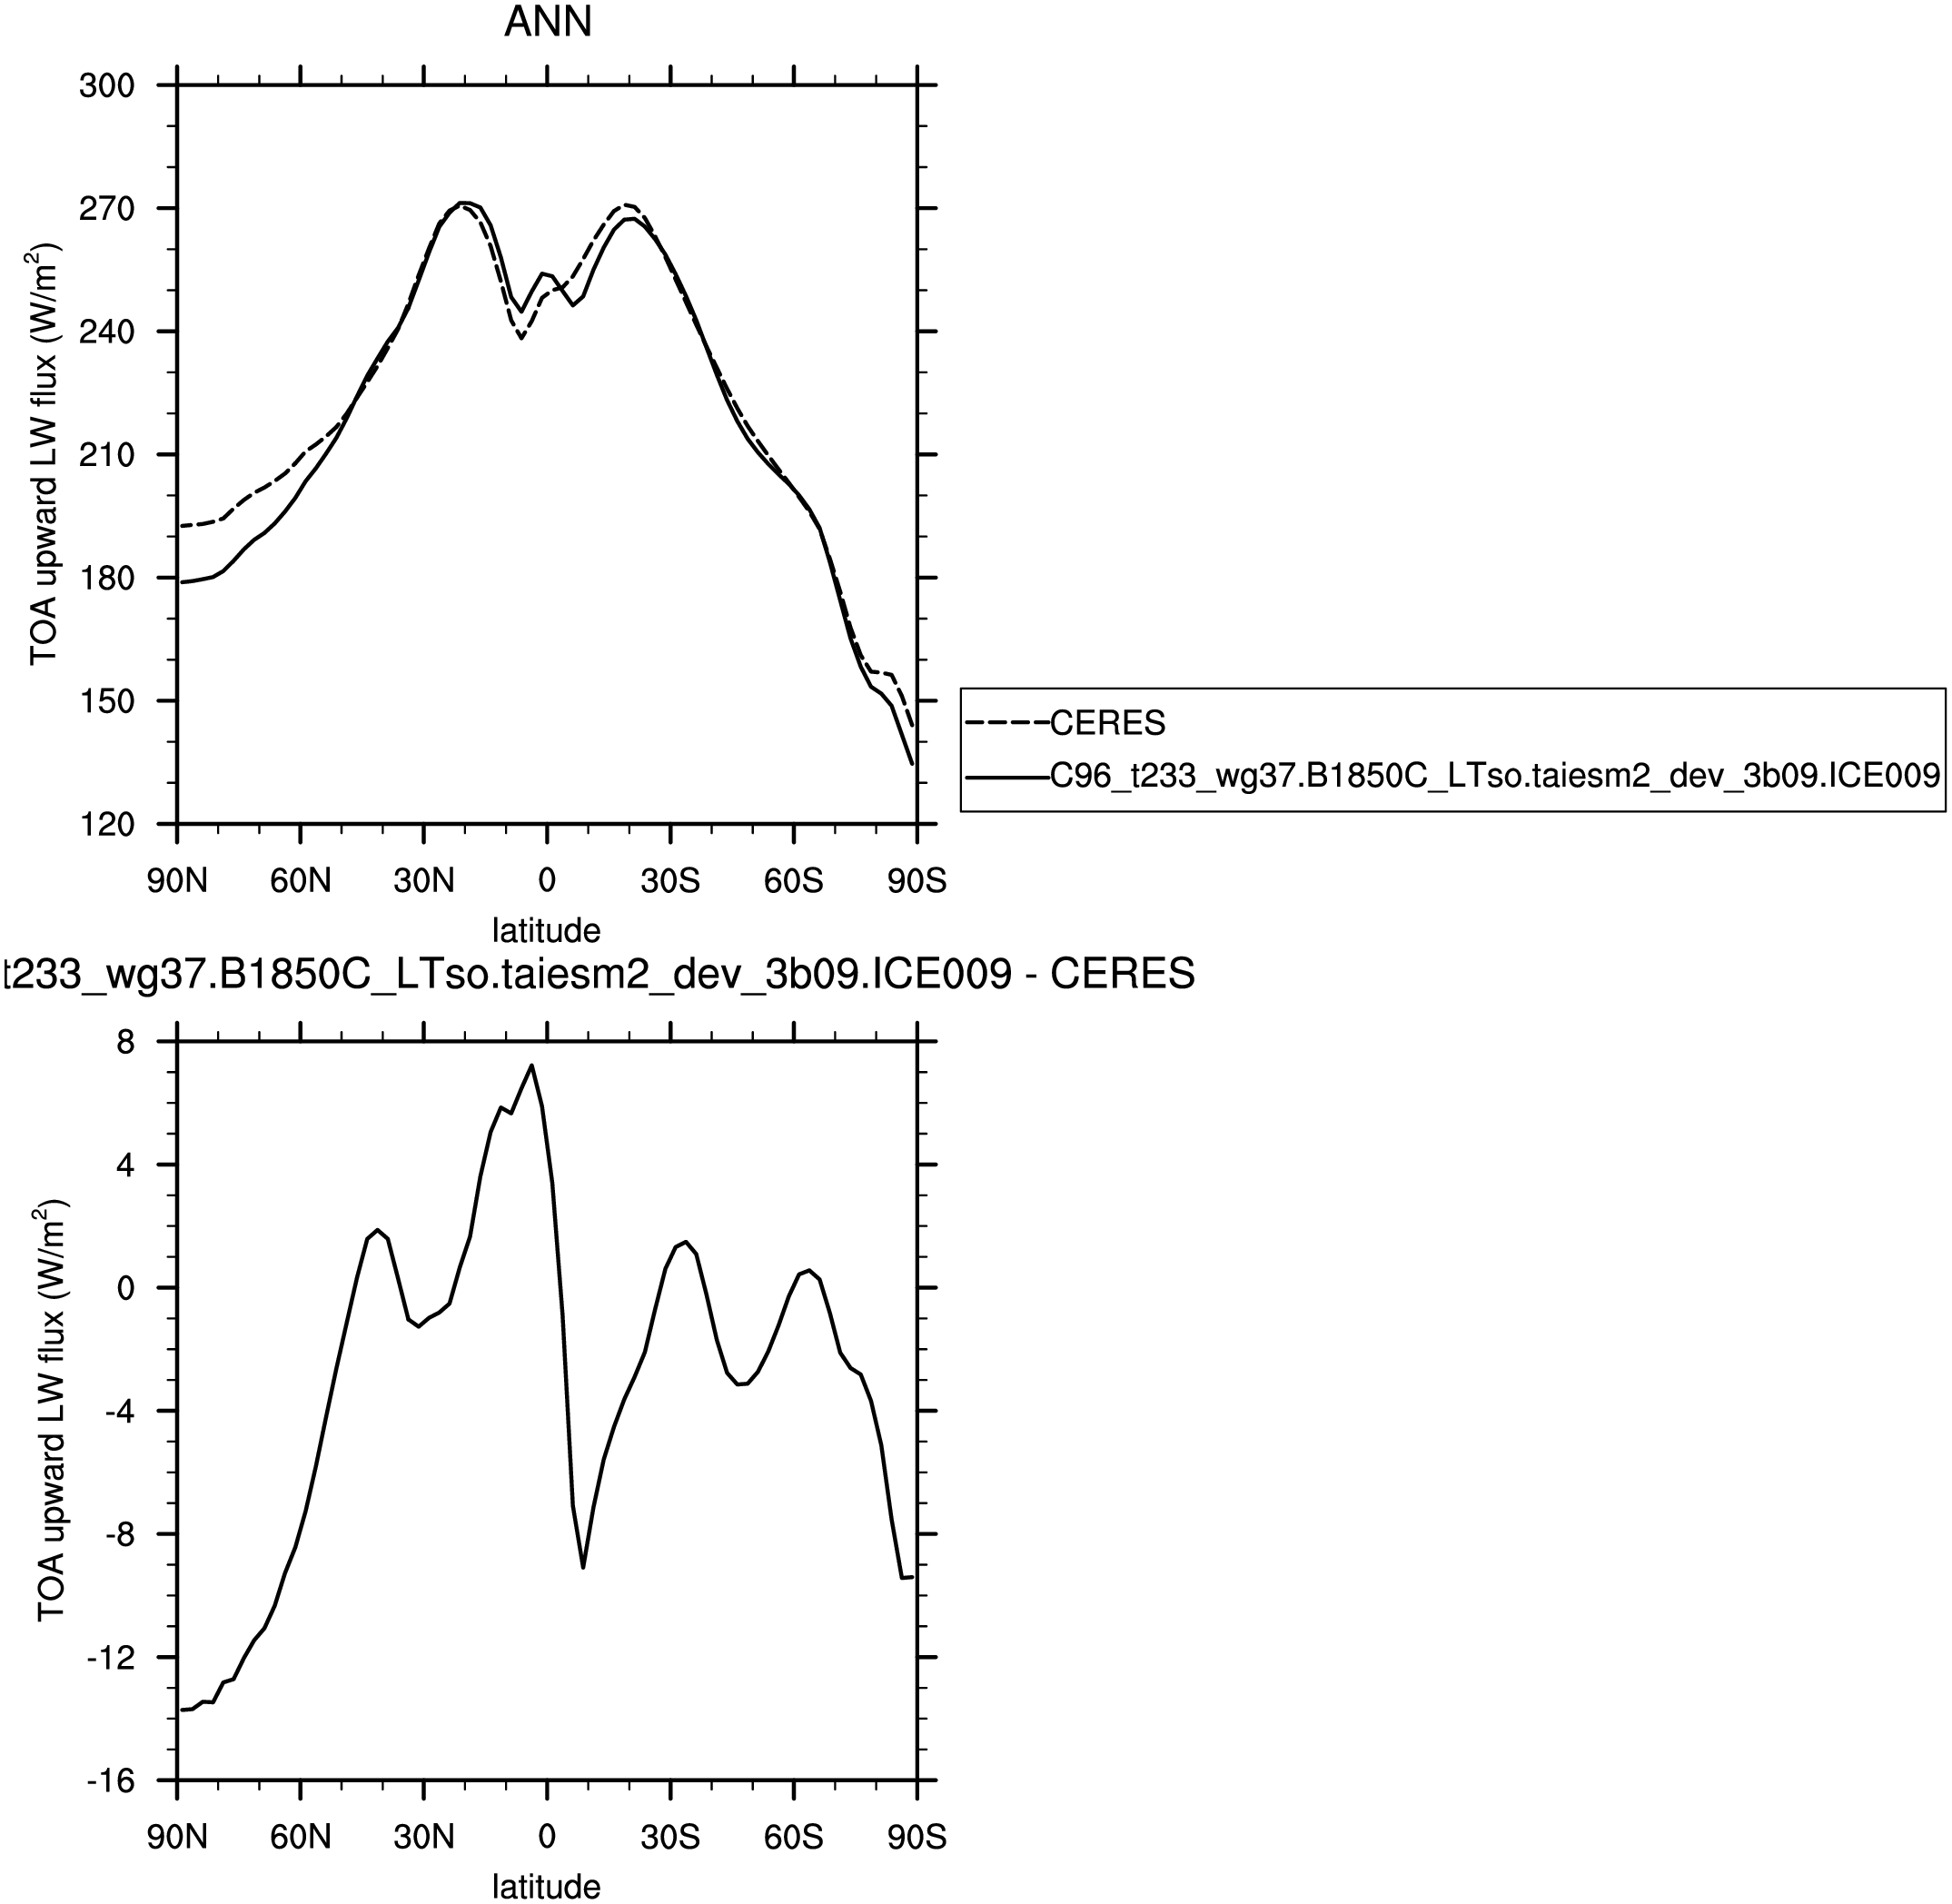 ANN
300
270
240
210
180
150
120
TOA upward LW flux (W/m²)
90N 60N 30N 0 30S 60S 90S
latitude
CERES
C96_t233_wg37.B1850C_LTso.taiesm2_dev_3b09.ICE009
t233_wg37.B1850C_LTso.taiesm2_dev_3b09.ICE009 - CERES
8
4
0
-4
-8
-12
-16
TOA upward LW flux (W/m²)
90N 60N 30N 0 30S 60S 90S
latitude